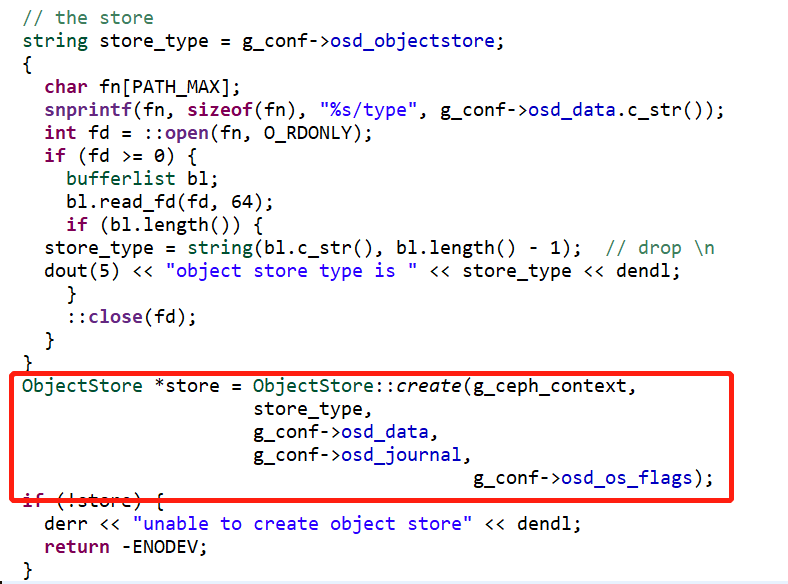 // the store
string store_type = g_conf->osd_objectstore;
{
char fn[PATH_MAX];
snprintf(fn, sizeof(fn), "%s/type", g_conf->osd_data.c_str());
int fd = ::open(fn, O_RDONLY);
if (fd >= 0) {
bufferlist bl;
bl.read_fd(fd, 64);
if (bl.length()) {
store_type = string(bl.c_str(), bl.length() - 1);  // drop \n
dout(5) << "object store type is " << store_type << dendl;
}
::close(fd);
}
}
ObjectStore *store = ObjectStore::create(g_ceph_context,
store_type,
g_conf->osd_data,
g_conf->osd_journal,
g_conf->osd_os_flags);
if (!store) {
derr << "unable to create object store" << dendl;
return -ENODEV;
}